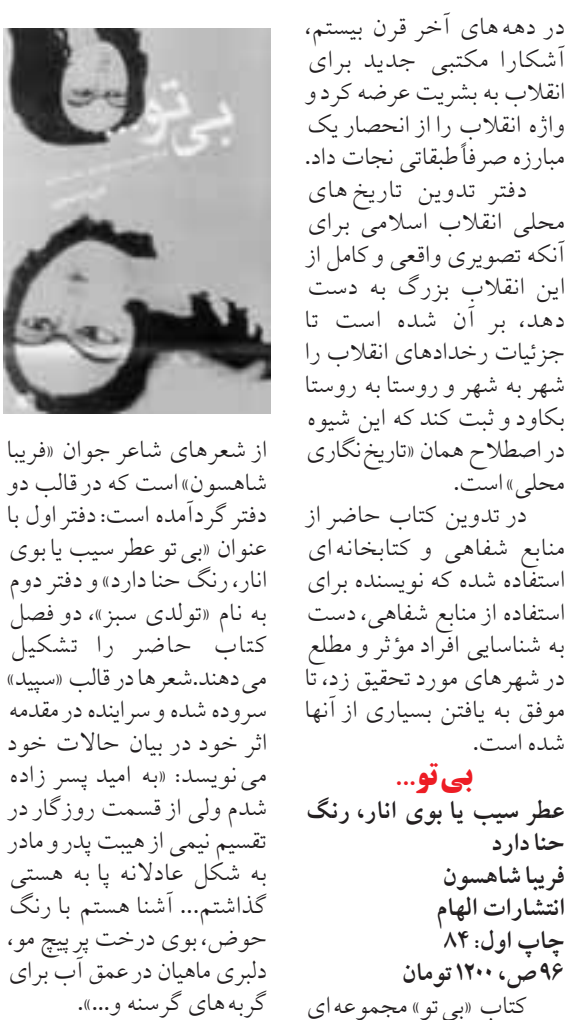 در دهه‌های آخر قرن بیستم،
آشکارا مکتبی جدید برای
انقلاب به بشریت عرضه کرد و
واژه انقلاب را از انحصار یک
مبارزه صرفاً طبقاتی نجات داد.
دفتر تدوین تاریخ‌های
محلی انقلاب اسلامی برای
آنکه تصویری واقعی و کامل از
این انقلاب بزرگ به دست
دهد، بر آن شده است تا
جزئیات رخدادهای انقلاب را
شهر به شهر و روستا به روستا
بکاود و ثبت کند که این شیوه
در اصطلاح همان «تاریخ‌نگاری
محلی» است.
در تدوین کتاب حاضر از
منابع شفاهی و کتابخانه‌ای
استفاده شده که نویسنده برای
استفاده از منابع شفاهی، دست
به شناسایی افراد مؤثر و مطلع
در شهرهای مورد تحقیق زد، تا
موفق به یافتن بسیاری از آنها
شده است.
بی‌تو...
عطر سیب یا بوی انار، رنگ
حنا دارد
فریبا شاهسون
انتشارات الهام
چاپ اول: ۸۴
۹۶ ص، ۱۲۰۰ تومان
کتاب «بی‌تو» مجموعه‌ای
بی‌تو...
از شعرهای شاعر جوان «فریبا
شاهسون» است که در قالب دو
دفتر گردآمده است: دفتر اول با
عنوان «بی‌تو عطر سیب یا بوی
انار، رنگ حنا دارد» و دفتر دوم
به نام «تولدی سبز»، دو فصل
کتاب حاضر را تشکیل
می‌دهند.شعرها در قالب «سپید»
سروده شده و سراینده در مقدمه
اثر خود در بیان حالات خود
می‌نویسد: «به امید پسر زاده
شدم ولی از قسمت روزگار در
تقسیم نیمی از هیبت پدر و مادر
به شکل عادلانه پا به هستی
گذاشتم... آشنا هستم با رنگ
حوض، بوی درخت پر پیچ مو،
دلبری ماهیان در عمق آب برای
گربه‌های گرسنه و...».